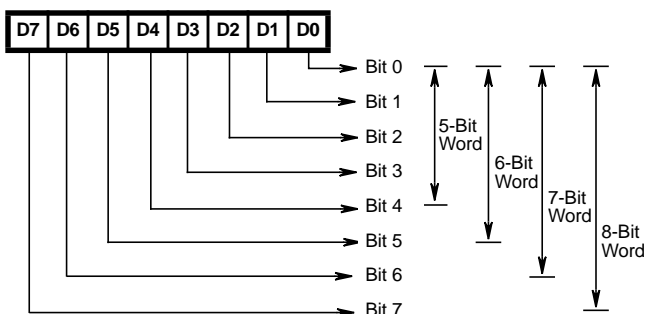 D7 D6 D5 D4 D3 D2 D1 D0
Bit 0
Bit 1
Bit 2
Bit 3
Bit 4
Bit 5
Bit 6
Bit 7
5-Bit
Word
6-Bit
Word
7-Bit
Word
8-Bit
Word